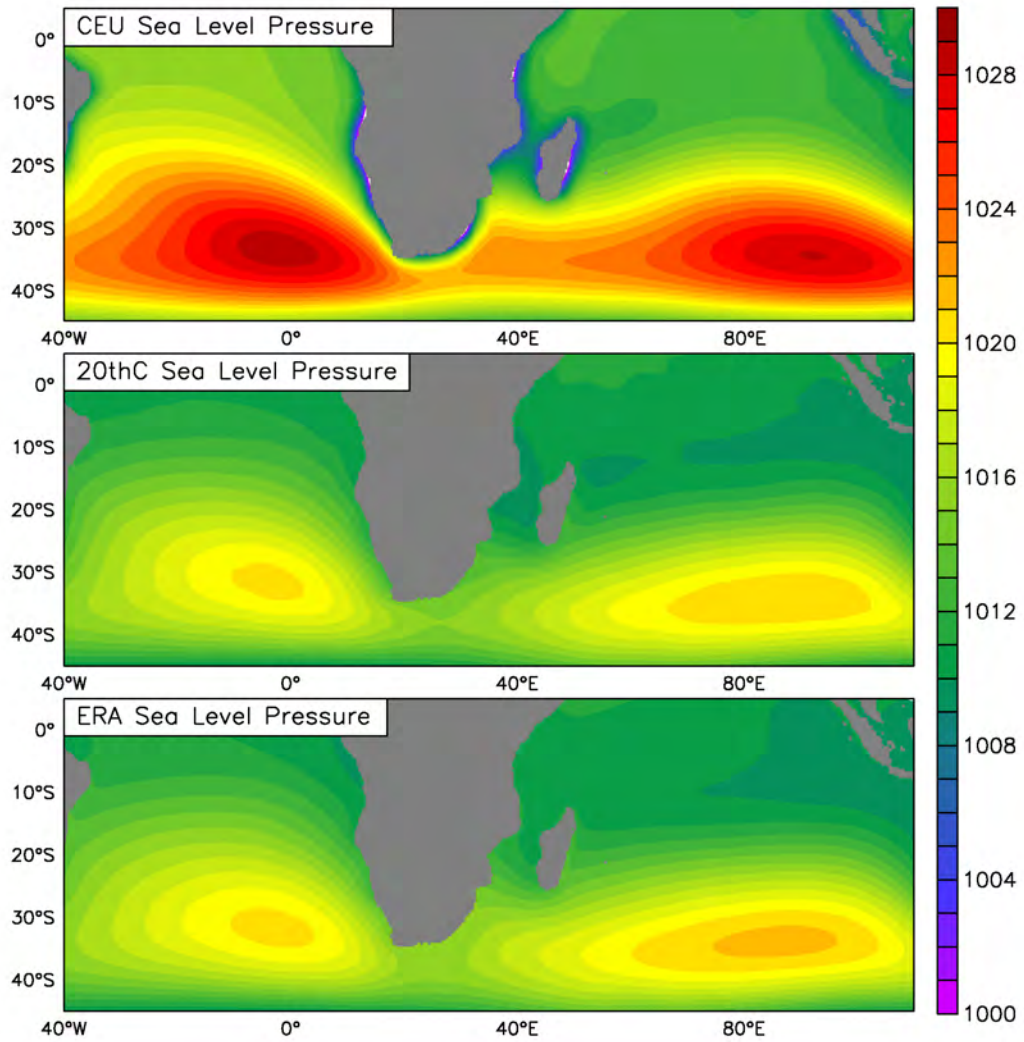 CEU Sea Level Pressure
0°
10°S
20°S
30°S
40°S
40°W 0° 40°E 80°E
20thC Sea Level Pressure
0°
10°S
20°S
30°S
40°S
40°W 0° 40°E 80°E
ERA Sea Level Pressure
0°
10°S
20°S
30°S
40°S
40°W 0° 40°E 80°E
1028
1024
1020
1016
1012
1008
1004
1000